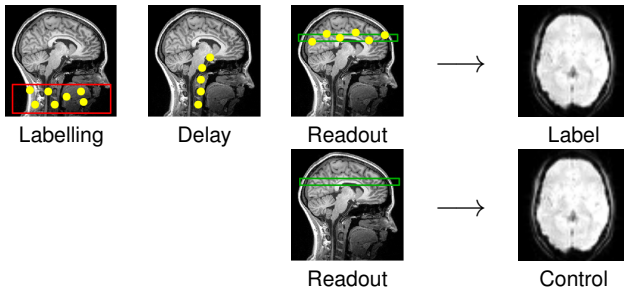 Labelling
Delay
Readout
Label
Readout
Control